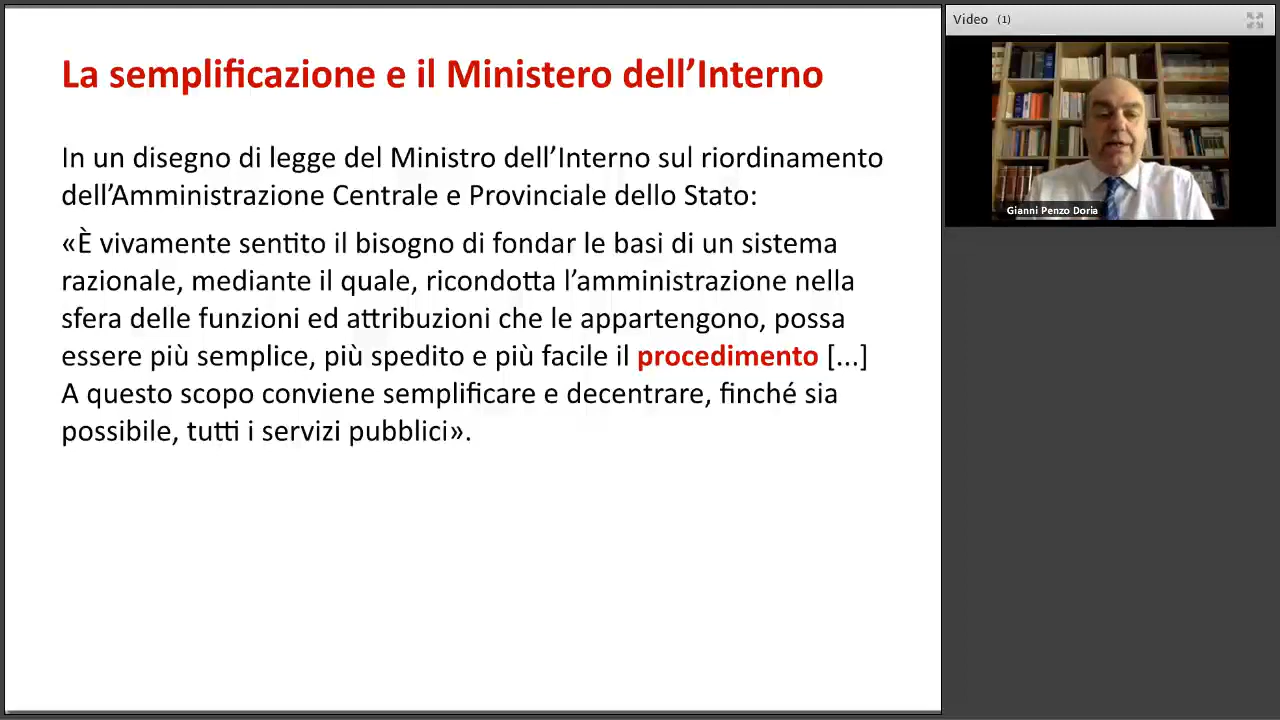 La semplificazione e il Ministero dell’Interno
In un disegno di legge del Ministro dell’Interno sul riordinamento
dell’Amministrazione Centrale e Provinciale dello Stato:
«È vivamente sentito il bisogno di fondar le basi di un sistema
razionale, mediante il quale, ricondotta l’amministrazione nella
sfera delle funzioni ed attribuzioni che le appartengono, possa
essere più semplice, più spedito e più facile il procedimento [...]
A questo scopo conviene semplificare e decentrare, finché sia
possibile, tutti i servizi pubblici».
Video (1)
Gianni Penzo Doria